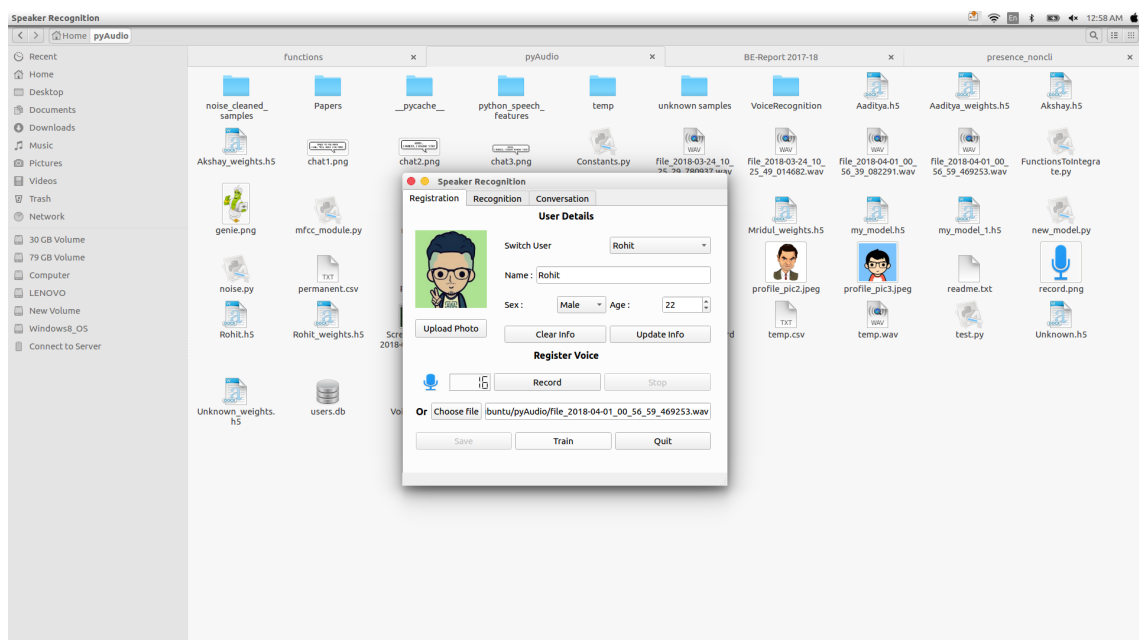 Speaker Recognition
En 12:58 AM
Home pyAudio
Recent
Home
Desktop
Documents
Downloads
Music
Pictures
Videos
Trash
Network
30 GB Volume
79 GB Volume
Computer
LENOVO
New Volume
Windows8_OS
Connect to Server
functions pyAudio BE-Report 2017-18 presence_noncli
noise_cleaned_ Papers __pycache__ python_speech_ temp unknown samples VoiceRecognition Aaditya.h5 Aaditya_weights.h5 Akshay.h5
samples features
Akshay_weights.h5 chat1.png chat2.png chat3.png Constants.py file_2018-03-24_10_ file_2018-03-24_10_ file_2018-04-01_00_ file_2018-04-01_00_ FunctionsToIntegra
25_29_780937.wav 25_49_014682.wav 56_39_082291.wav 56_59_469253.wav te.py
genie.png mfcc_module.py Mridul_weights.h5 my_model.h5 my_model_1.h5 new_model.py
noise.py permanent.csv profile_pic2.jpeg profile_pic3.jpeg readme.txt record.png
Rohit.h5 Rohit_weights.h5 Scre temp.csv temp.wav test.py Unknown.h5
2018-
Unknown_weights. users.db Vo
h5
Speaker Recognition
Registration Recognition Conversation
User Details
Switch User Rohit
Name : Rohit
Sex : Male Age : 22
Upload Photo Clear Info Update Info
Register Voice
16 Record Stop
Or Choose file ibuntu/pyAudio/file_2018-04-01_00_56_59_469253.wav
Save Train Quit